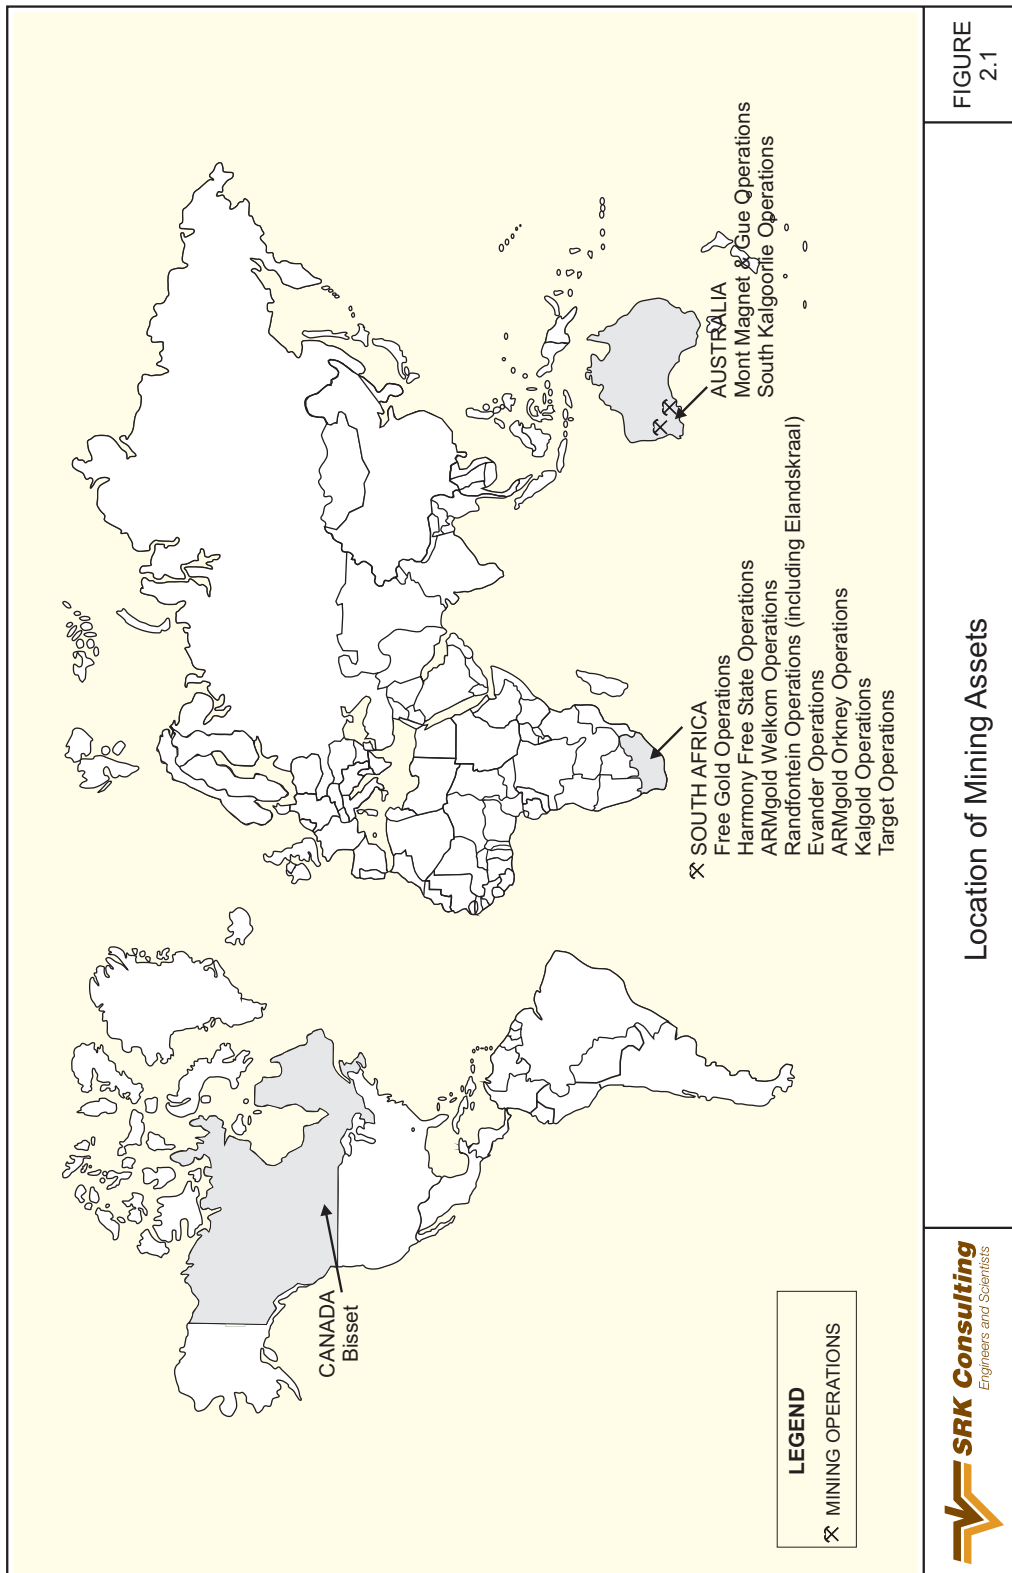 CANADA
Bisset
SOUTH AFRICA
Free Gold Operations
Harmony Free State Operations
ARMgold Welkom Operations
Randfontein Operations (including Elandskraal)
Evander Operations
ARMgold Orkney Operations
Kalgold Operations
Target Operations
AUSTRALIA
Mont Magnet & Gue Operations
South Kalgoorlie Operations
LEGEND
MINING OPERATIONS
SRK Consulting
Engineers and Scientists
Location of Mining Assets
FIGURE
2.1